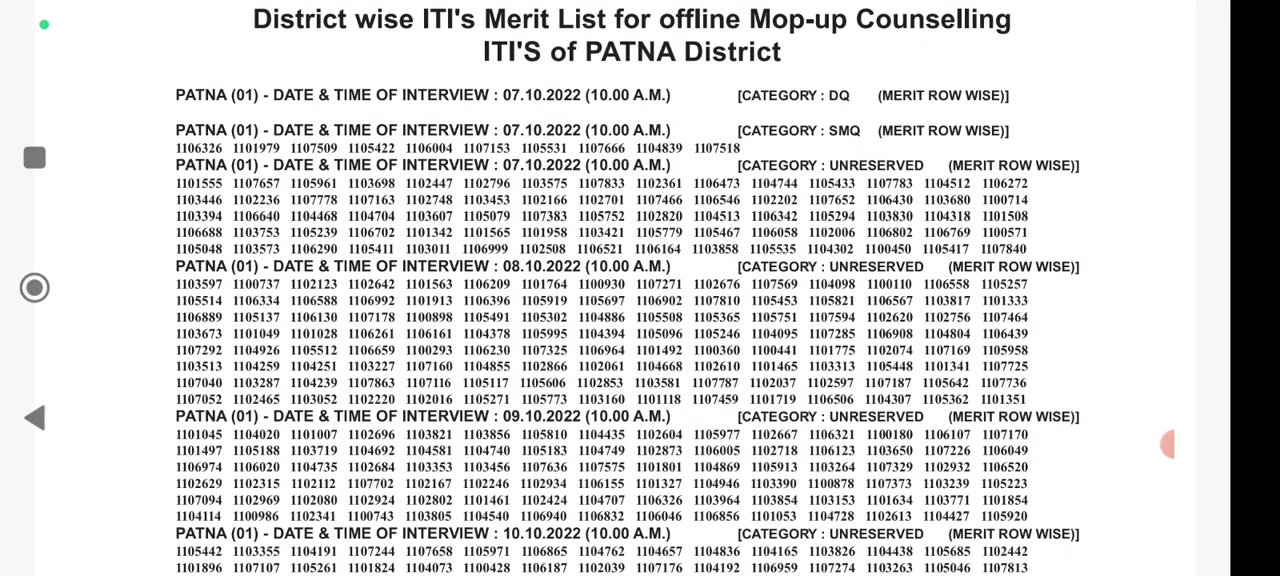 District wise ITI's Merit List for offline Mop-up Counselling
ITI'S of PATNA District
PATNA (01) - DATE & TIME OF INTERVIEW : 07.10.2022 (10.00 A.M.) [CATEGORY : DQ (MERIT ROW WISE)]
PATNA (01) - DATE & TIME OF INTERVIEW : 07.10.2022 (10.00 A.M.) [CATEGORY : SMQ (MERIT ROW WISE)]
1106326 1101979 1107509 1105422 1106004 1107153 1105531 1107666 1104839 1107518
PATNA (01) - DATE & TIME OF INTERVIEW : 07.10.2022 (10.00 A.M.) [CATEGORY : UNRESERVED (MERIT ROW WISE)]
1101555 1107657 1105961 1103698 1102447 1102796 1103575 1107833 1102361 1106473 1104744 1105433 1107783 1104512 1106272
1103446 1102236 1107778 1107163 1102748 1103453 1102166 1102701 1107466 1106546 1102202 1107652 1106430 1103680 1100714
1103394 1106640 1104468 1104704 1103607 1105079 1107383 1105752 1102820 1104513 1106342 1105294 1103830 1104318 1101508
1106688 1103753 1105239 1106702 1101342 1101565 1101958 1103421 1105779 1105467 1106058 1102006 1106802 1106769 1100571
1105048 1103573 1106290 1105411 1103011 1106999 1102508 1106521 1106164 1103858 1105535 1104302 1100450 1105417 1107840
PATNA (01) - DATE & TIME OF INTERVIEW : 08.10.2022 (10.00 A.M.) [CATEGORY : UNRESERVED (MERIT ROW WISE)]
1103597 1100737 1102123 1102642 1101563 1106209 1101764 1100930 1107271 1102676 1107569 1104098 1100110 1106558 1105257
1105514 1106334 1106588 1106992 1101913 1106396 1105919 1105697 1106902 1107810 1105453 1105821 1106567 1103817 1101333
1106889 1105137 1106130 1107178 1100898 1105491 1105302 1104886 1105508 1105365 1105751 1107594 1102620 1102756 1107464
1103673 1101049 1101028 1106261 1106161 1104378 1105995 1104394 1105096 1105246 1104095 1107285 1106908 1104804 1106439
1107292 1104926 1105512 1106659 1100293 1106230 1107325 1106964 1101492 1100360 1100441 1101775 1102074 1107169 1105958
1103513 1104259 1104251 1103227 1107160 1104855 1102866 1102061 1104668 1102610 1101465 1103313 1105448 1101341 1107725
1107040 1103287 1104239 1107863 1107116 1105117 1105606 1102853 1103581 1107787 1102037 1102597 1107187 1105642 1107736
1107052 1102465 1103052 1102220 1102016 1105271 1105773 1103160 1101118 1107459 1101719 1106506 1104307 1105362 1101351
PATNA (01) - DATE & TIME OF INTERVIEW : 09.10.2022 (10.00 A.M.) [CATEGORY : UNRESERVED (MERIT ROW WISE)]
1101045 1104020 1101007 1102696 1103821 1103856 1105810 1104435 1102604 1105977 1102667 1106321 1100180 1106107 1107170
1101497 1105188 1103719 1104692 1104581 1104740 1105183 1104749 1102873 1106005 1102718 1106123 1103650 1107226 1106049
1106974 1106020 1104735 1102684 1103353 1103456 1107636 1107575 1101801 1104869 1105913 1103264 1107329 1102932 1106520
1102629 1102315 1102112 1107702 1102167 1102246 1102934 1106155 1101327 1104946 1103390 1100878 1107373 1103239 1105223
1107094 1102969 1102080 1102924 1102802 1101461 1102424 1104707 1106326 1103964 1103854 1103153 1101634 1103771 1101854
1104114 1100986 1102341 1100743 1103805 1104540 1106940 1106832 1106046 1106856 1101053 1104728 1102613 1104427 1105920
PATNA (01) - DATE & TIME OF INTERVIEW : 10.10.2022 (10.00 A.M.) [CATEGORY : UNRESERVED (MERIT ROW WISE)]
1105442 1103355 1104191 1107244 1107658 1105971 1106865 1104762 1104657 1104836 1104165 1103826 1104438 1105685 1102442
1101896 1107107 1105261 1101824 1104073 1100428 1106187 1102039 1107176 1104192 1106959 1107274 1103263 1105046 1107813